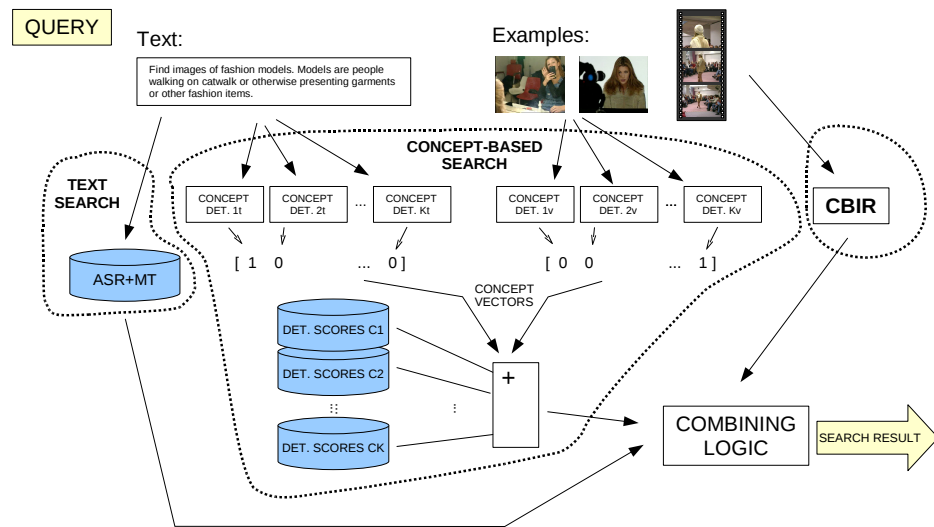 QUERY
Text:
Examples:
Find images of fashion models. Models are people
walking on catwalk or otherwise presenting garments
or other fashion items.
CONCEPT-BASED
SEARCH
TEXT
SEARCH
CONCEPT
DET. 1t
CONCEPT
DET. 2t
...
CONCEPT
DET. Kt
CONCEPT
DET. 1v
CONCEPT
DET. 2v
...
CONCEPT
DET. Kv
CBIR
[ 1 0 ... 0 ]
[ 0 0 ... 1 ]
ASR+MT
CONCEPT
VECTORS
DET. SCORES C1
DET. SCORES C2
...
...
DET. SCORES CK
+
COMBINING
LOGIC
SEARCH RESULT